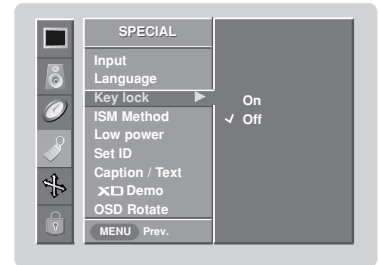 SPECIAL
Input
Language
Key lock
On
ISM Method
✓ Off
Low power
Set ID
Caption / Text
XD Demo
OSD Rotate
MENU Prev.